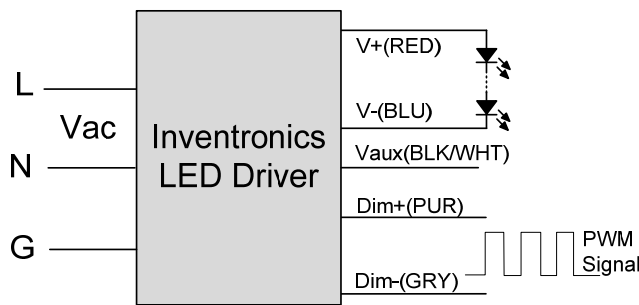 L
Vac
N
G
Inventronics
LED Driver
V+(RED)
V-(BLU)
Vaux(BLK/WHT)
Dim+(PUR)
Dim-(GRY)
PWM
Signal